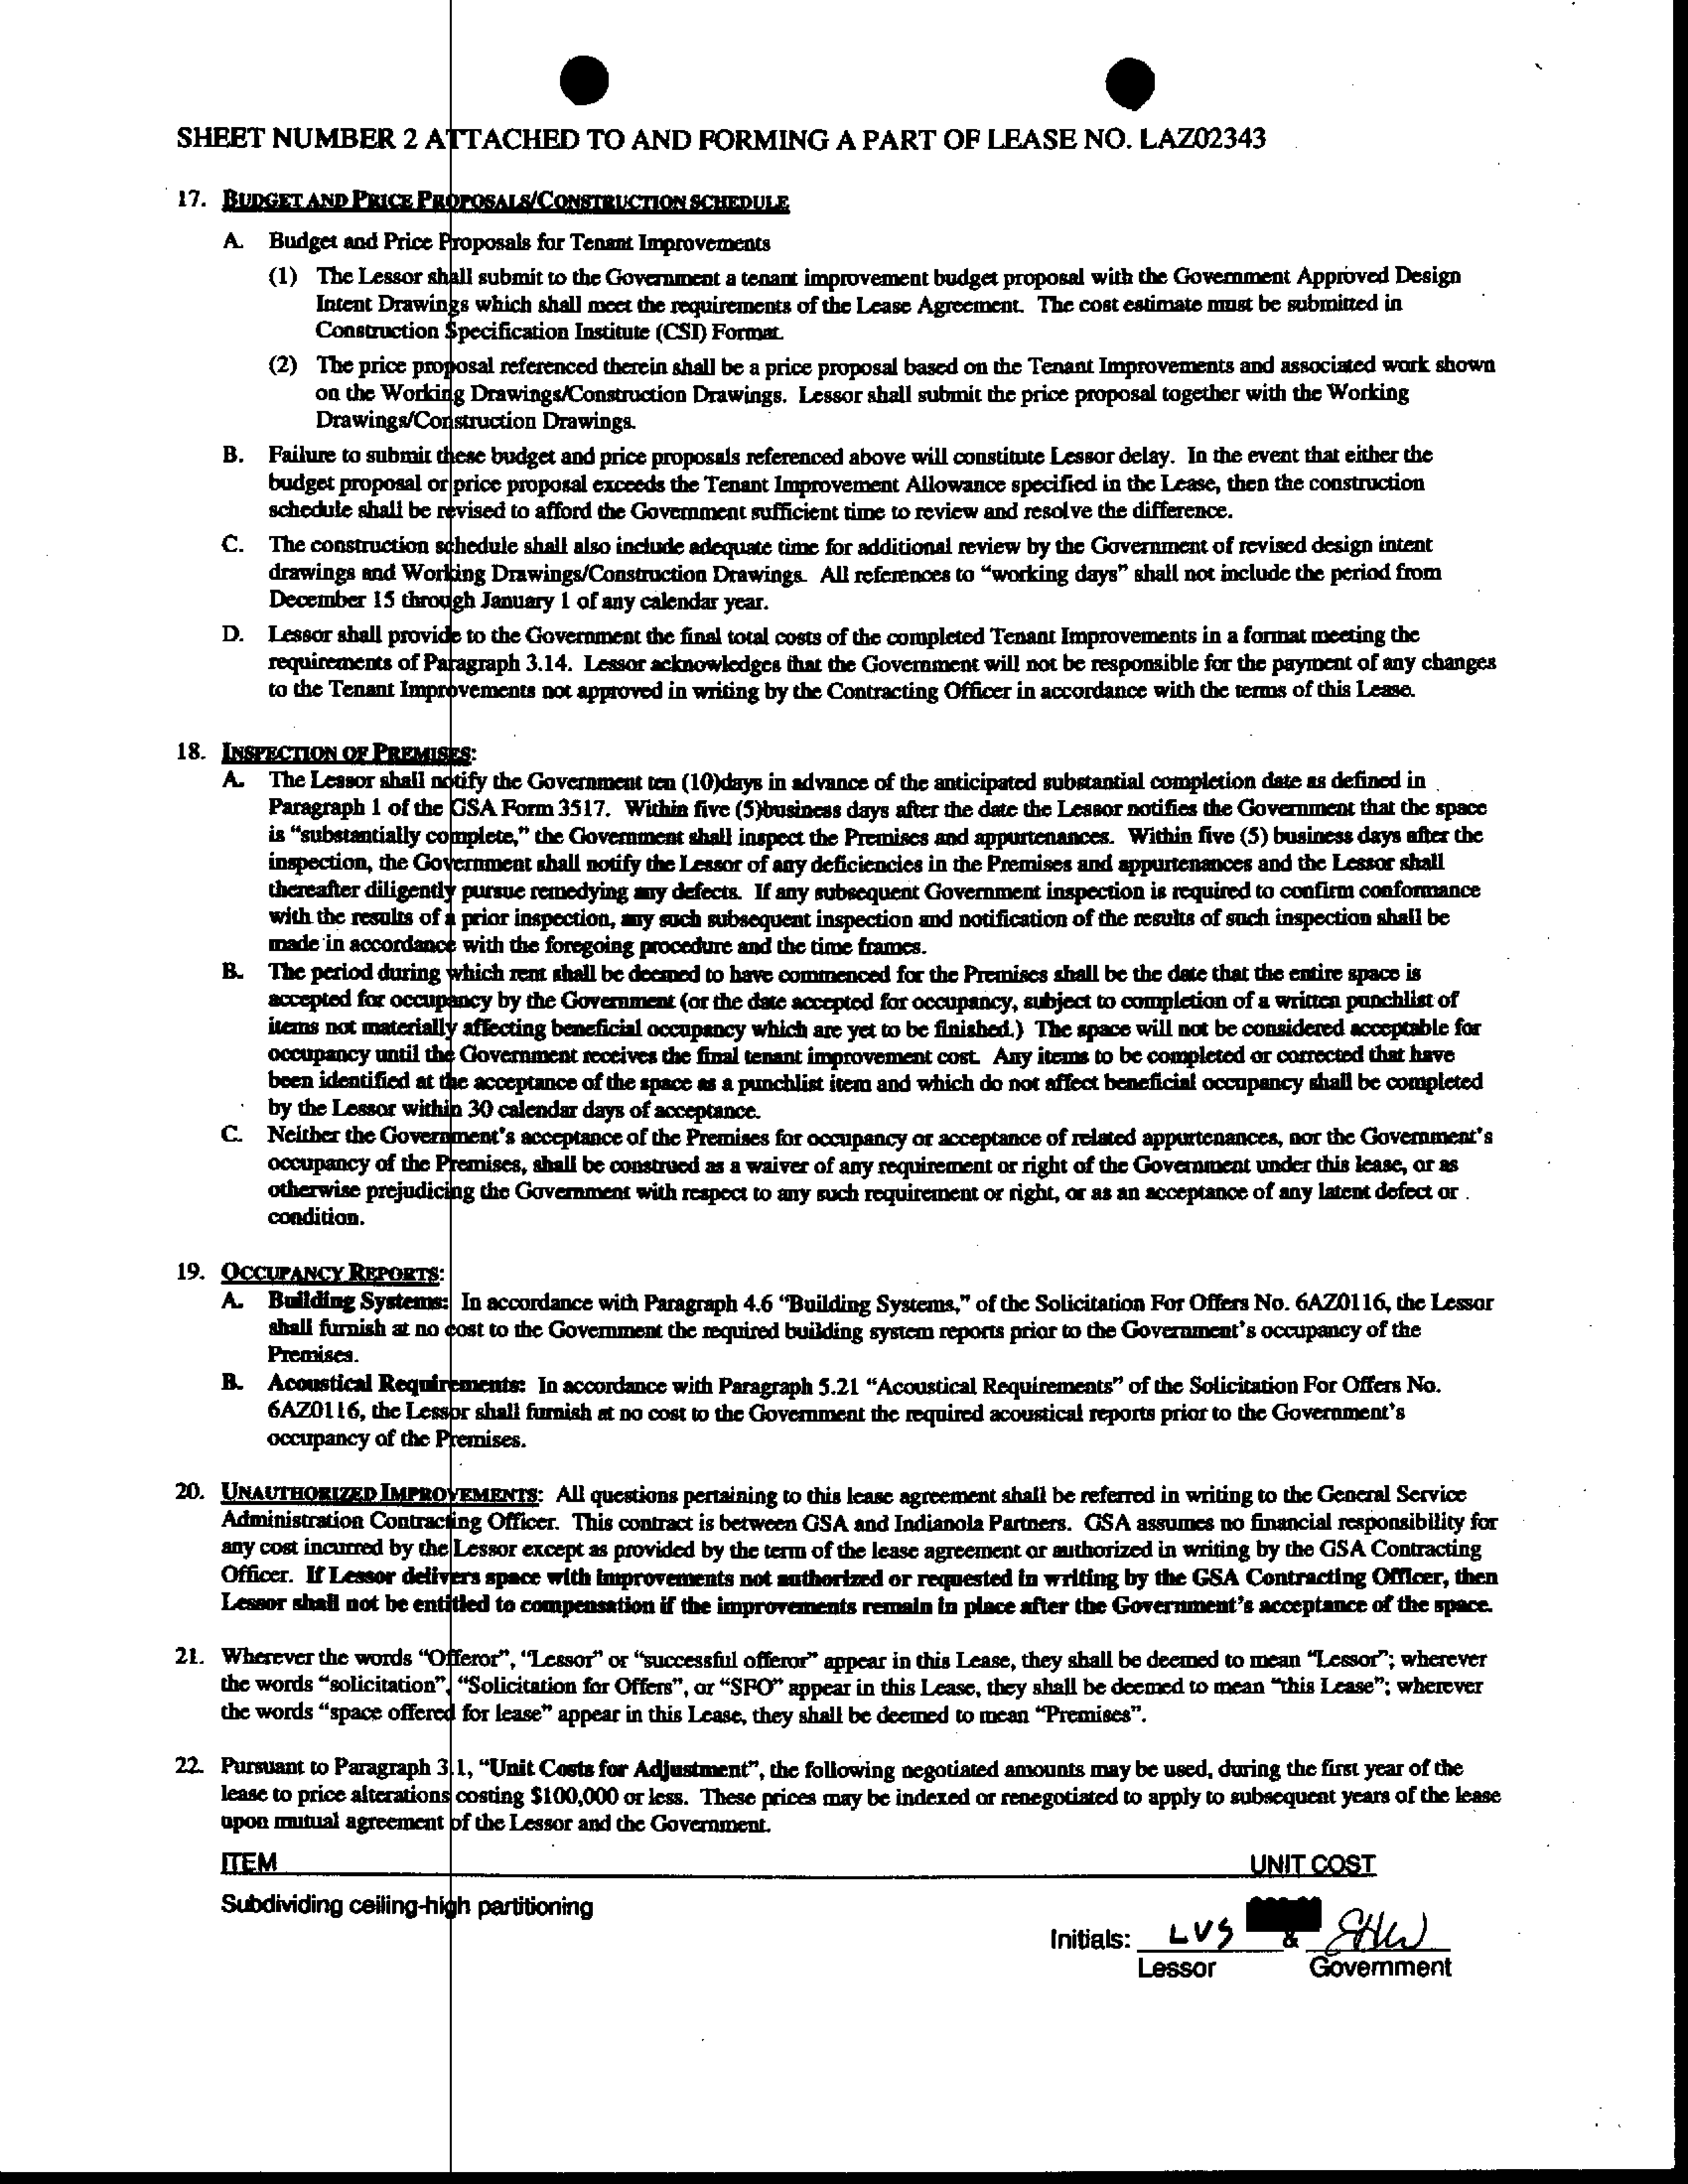 SHEET NUMBER 2 ATTACHED TO AND FORMING A PART OF LEASE NO. LAZ02343
17. BUDGET AND PRICE PROPOSALS/CONSTRUCTION SCHEDULE
A. Budget and Price Proposals for Tenant Improvements
(1) The Lessor shall submit to the Government a tenant improvement budget proposal with the Government Approved Design
Intent Drawings which shall meet the requirements of the Lease Agreement. The cost estimate must be submitted in
Construction Specification Institute (CSI) Format.
(2) The price proposal referenced therein shall be a price proposal based on the Tenant Improvements and associated work shown
on the Working Drawings/Construction Drawings. Lessor shall submit the price proposal together with the Working
Drawings/Construction Drawings.
B. Failure to submit these budget and price proposals referenced above will constitute Lessor delay. In the event that either the
budget proposal or price proposal exceeds the Tenant Improvement Allowance specified in the Lease, then the construction
schedule shall be revised to afford the Government sufficient time to review and resolve the difference.
C. The construction schedule shall also include adequate time for additional review by the Government of revised design intent
drawings and Working Drawings/Construction Drawings. All references to “working days” shall not include the period from
December 15 through January 1 of any calendar year.
D. Lessor shall provide to the Government the final total costs of the completed Tenant Improvements in a format meeting the
requirements of Paragraph 3.14. Lessor acknowledges that the Government will not be responsible for the payment of any changes
to the Tenant Improvements not approved in writing by the Contracting Officer in accordance with the terms of this Lease.
18. INSPECTION OF PREMISES:
A. The Lessor shall notify the Government ten (10)days in advance of the anticipated substantial completion date as defined in
Paragraph 1 of the GSA Form 3517. Within five (5)business days after the date the Lessor notifies the Government that the space
is “substantially complete,” the Government shall inspect the Premises and appurtenances. Within five (5) business days after the
inspection, the Government shall notify the Lessor of any deficiencies in the Premises and appurtenances and the Lessor shall
thereafter diligently pursue remedying any defects. If any subsequent Government inspection is required to confirm conformance
with the results of a prior inspection, any such subsequent inspection and notification of the results of such inspection shall be
made in accordance with the foregoing procedure and the time frames.
B. The period during which rent shall be deemed to have commenced for the Premises shall be the date that the entire space is
accepted for occupancy by the Government (or the date accepted for occupancy, subject to completion of a written punchlist of
items not materially affecting beneficial occupancy which are yet to be finished.) The space will not be considered acceptable for
occupancy until the Government receives the final tenant improvement cost. Any items to be completed or corrected that have
been identified at the acceptance of the space as a punchlist item and which do not affect beneficial occupancy shall be completed
by the Lessor within 30 calendar days of acceptance.
C. Neither the Government's acceptance of the Premises for occupancy or acceptance of related appurtenances, nor the Government's
occupancy of the Premises, shall be construed as a waiver of any requirement or right of the Government under this lease, or as
otherwise prejudicing the Government with respect to any such requirement or right, or as an acceptance of any latent defect or
condition.
19. OCCUPANCY REPORTS:
A. Building Systems: In accordance with Paragraph 4.6 “Building Systems,” of the Solicitation For Offers No. 6AZ0116, the Lessor
shall furnish at no cost to the Government the required building system reports prior to the Government's occupancy of the
Premises.
B. Acoustical Requirements: In accordance with Paragraph 5.21 “Acoustical Requirements” of the Solicitation For Offers No.
6AZ0116, the Lessor shall furnish at no cost to the Government the required acoustical reports prior to the Government's
occupancy of the Premises.
20. UNAUTHORIZED IMPROVEMENTS: All questions pertaining to this lease agreement shall be referred in writing to the General Service
Administration Contracting Officer. This contract is between GSA and Indianola Partners. GSA assumes no financial responsibility for
any cost incurred by the Lessor except as provided by the term of the lease agreement or authorized in writing by the GSA Contracting
Officer. If Lessor delivers space with improvements not authorized or requested in writing by the GSA Contracting Officer, then
Lessor shall not be entitled to compensation if the improvements remain in place after the Government's acceptance of the space.
21. Wherever the words “Offeror”, “Lessor” or “successful offeror” appear in this Lease, they shall be deemed to mean “Lessor”; wherever
the words “solicitation”, “Solicitation for Offers”, or “SFO” appear in this Lease, they shall be deemed to mean “this Lease”; wherever
the words “space offered for lease” appear in this Lease, they shall be deemed to mean “Premises”.
22. Pursuant to Paragraph 3.1, “Unit Costs for Adjustment”, the following negotiated amounts may be used, during the first year of the
lease to price alterations costing $100,000 or less. These prices may be indexed or renegotiated to apply to subsequent years of the lease
upon mutual agreement of the Lessor and the Government.
ITEM UNIT COST
Subdividing ceiling-high partitioning
Initials: LVS &
Lessor Government